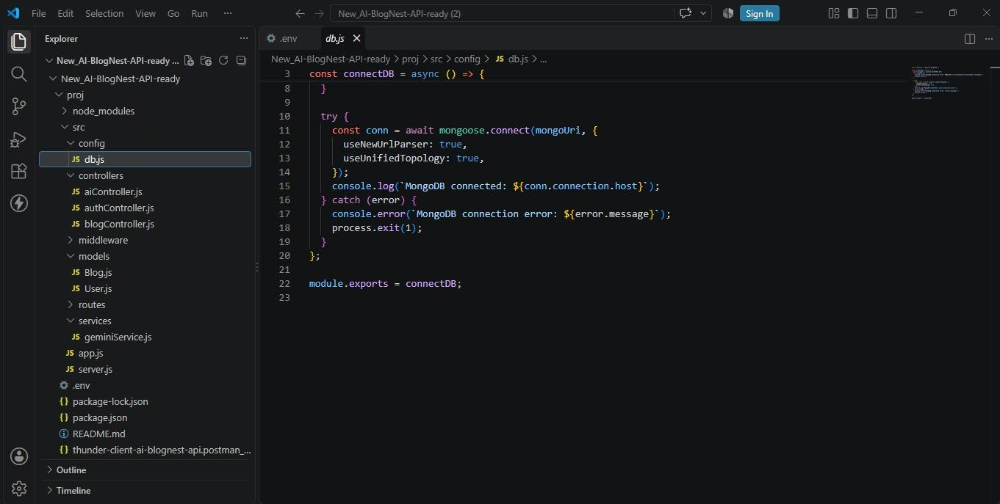 File Edit Selection View Go Run ···
New_AI-BlogNest-API-ready (2)
Sign In
Explorer
New_AI-BlogNest-API-ready ...
New_AI-BlogNest-API-ready
proj
node_modules
src
config
JS db.js
controllers
JS aiController.js
JS authController.js
JS blogController.js
middleware
models
JS Blog.js
JS User.js
routes
services
JS geminiService.js
JS app.js
JS server.js
.env
{} package-lock.json
{} package.json
README.md
{} thunder-client-ai-blognest-api.postman_...
Outline
Timeline
.env db.js
New_AI-BlogNest-API-ready > proj > src > config > JS db.js > ...
3 const connectDB = async () => {
8 }
9
10 try {
11 const conn = await mongoose.connect(mongoUri, {
12 useNewUrlParser: true,
13 useUnifiedTopology: true,
14 });
15 console.log(`MongoDB connected: ${conn.connection.host}`);
16 } catch (error) {
17 console.error(`MongoDB connection error: ${error.message}`);
18 process.exit(1);
19 }
20 };
21
22 module.exports = connectDB;
23